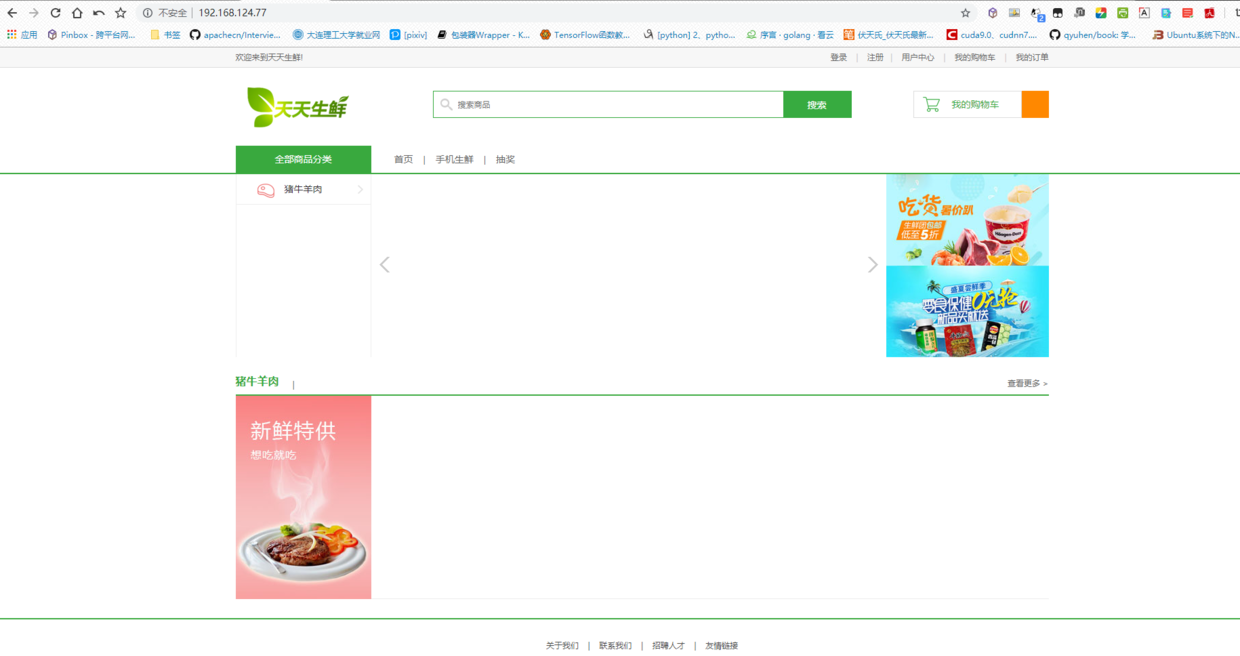 不安全 192.168.124.77
应用 Pinbox - 跨平台网... 书签 apachecn/Intervie... 大连理工大学就业网 [pixiv] 包装器Wrapper - K... TensorFlow函数教... [python] 2、pytho... 序言 · golang · 看云 伏天氏_伏天氏最新... cuda9.0、cudnn7.... qyuhen/book: 学... Ubuntu系统下的N...
欢迎来到天天生鲜! 登录 | 注册 | 用户中心 | 我的购物车 | 我的订单
天天生鲜 搜索商品 搜索 我的购物车
全部商品分类 首页 | 手机生鲜 | 抽奖
猪牛羊肉
吃货暑价趴
低至5折
盛夏尝鲜季
零食保健0元抢
猪牛羊肉 | 查看更多 >
新鲜特供
想吃就吃
关于我们 | 联系我们 | 招聘人才 | 友情链接